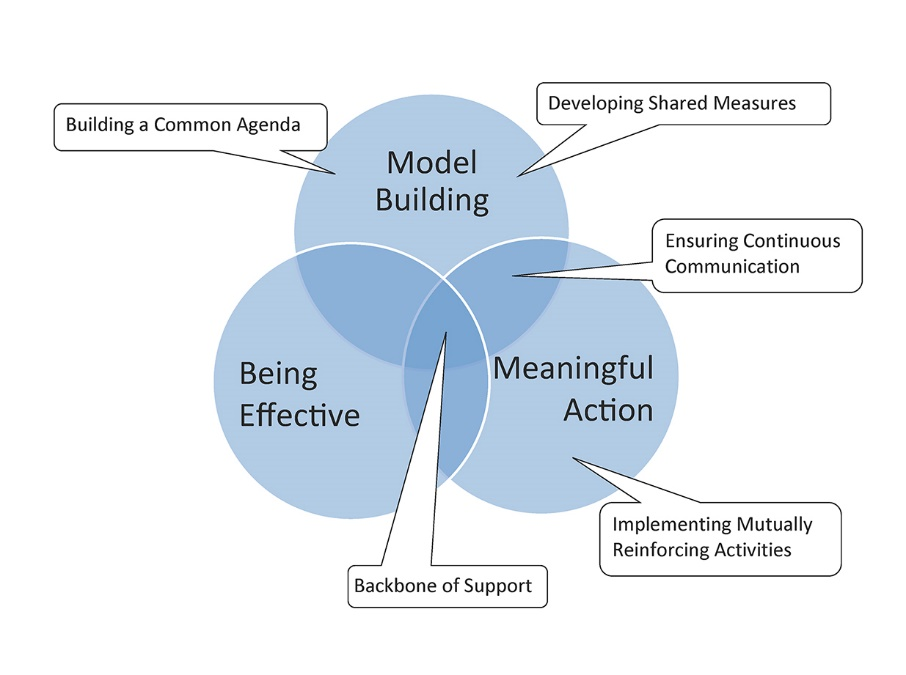 Building a Common Agenda
Developing Shared Measures
Model
Building
Ensuring Continuous
Communication
Being
Effective
Meaningful
Action
Implementing Mutually
Reinforcing Activities
Backbone of Support